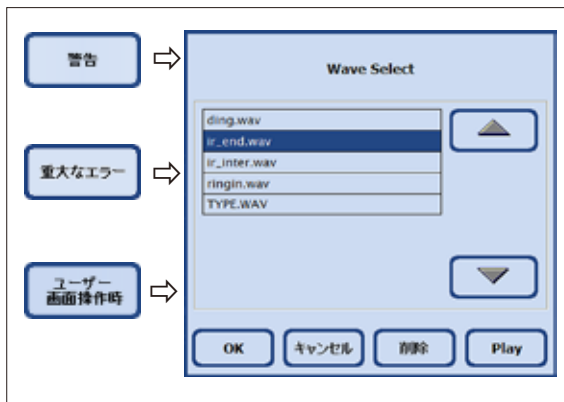 警告
重大なエラー
ユーザー
画面操作時
Wave Select
ding.wav
ir_end.wav
ir_inter.wav
ringin.wav
TYPE.WAV
OK
キャンセル
削除
Play